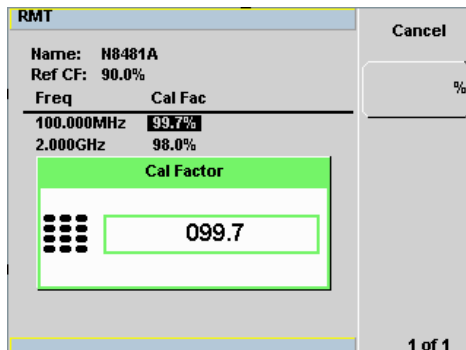 RMT
Cancel
Name: N8481A
Ref CF: 90.0%
%
Freq Cal Fac
100.000MHz 99.7%
2.000GHz 98.0%
Cal Factor
099.7
1 of 1